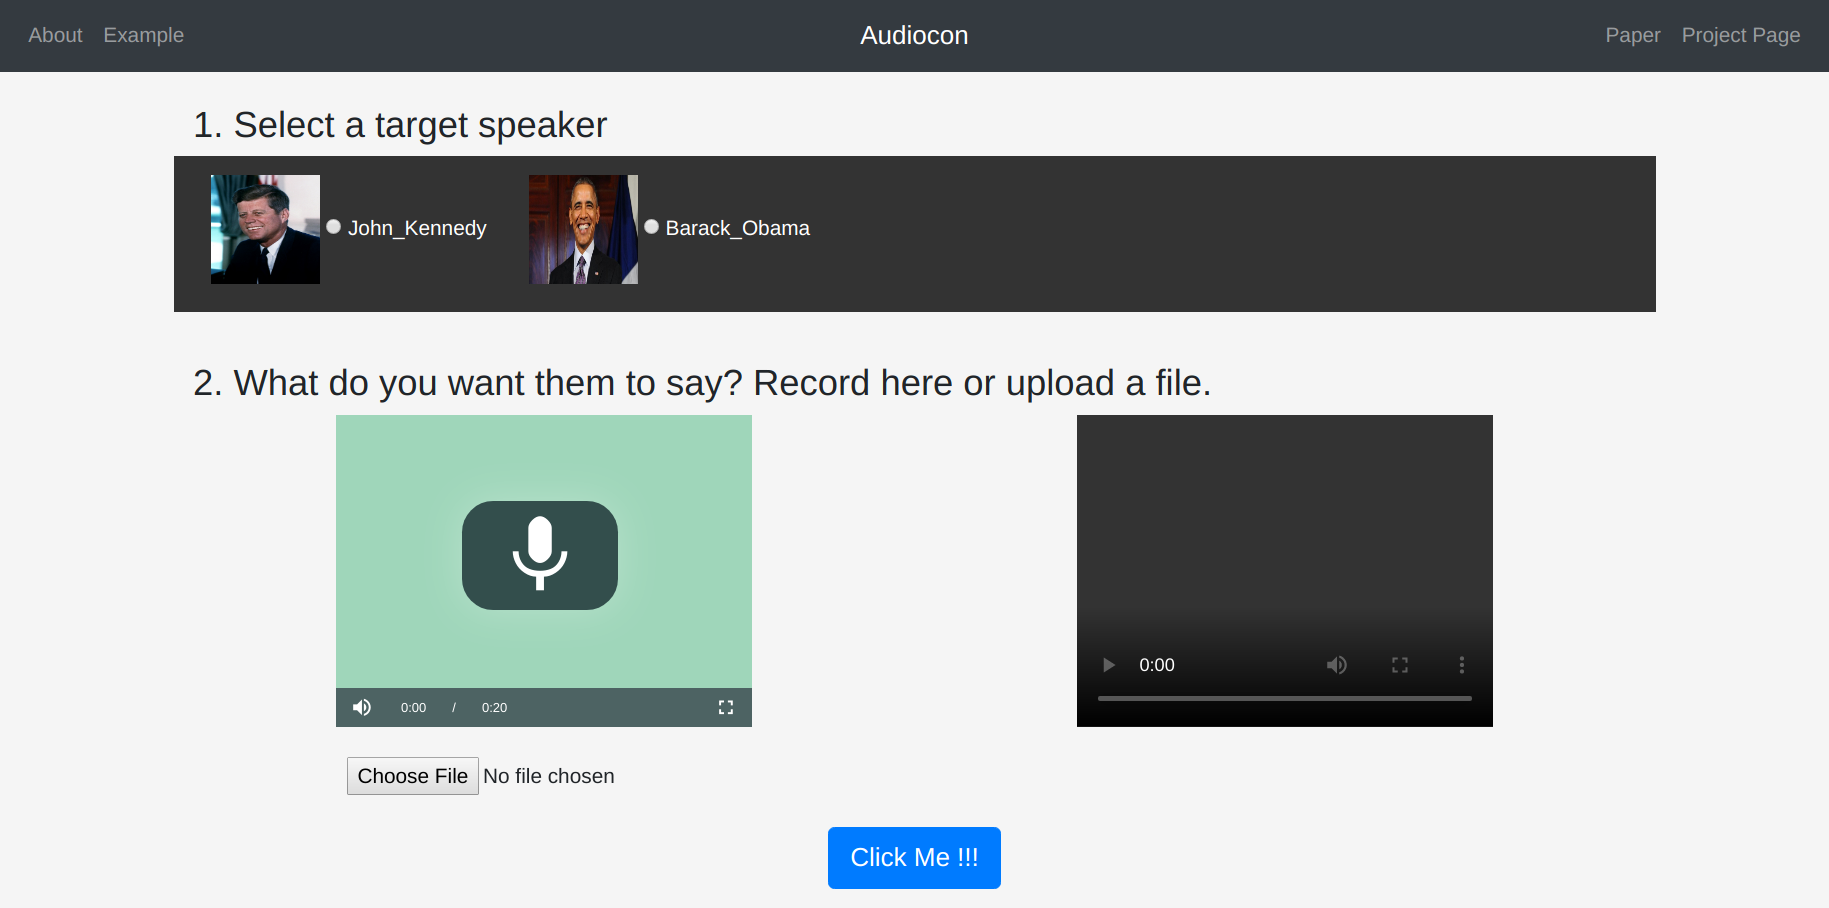 About Example Audiocon Paper Project Page
1. Select a target speaker
John_Kennedy Barack_Obama
2. What do you want them to say? Record here or upload a file.
0:00
0:00 / 0:20
Choose File No file chosen
Click Me !!!